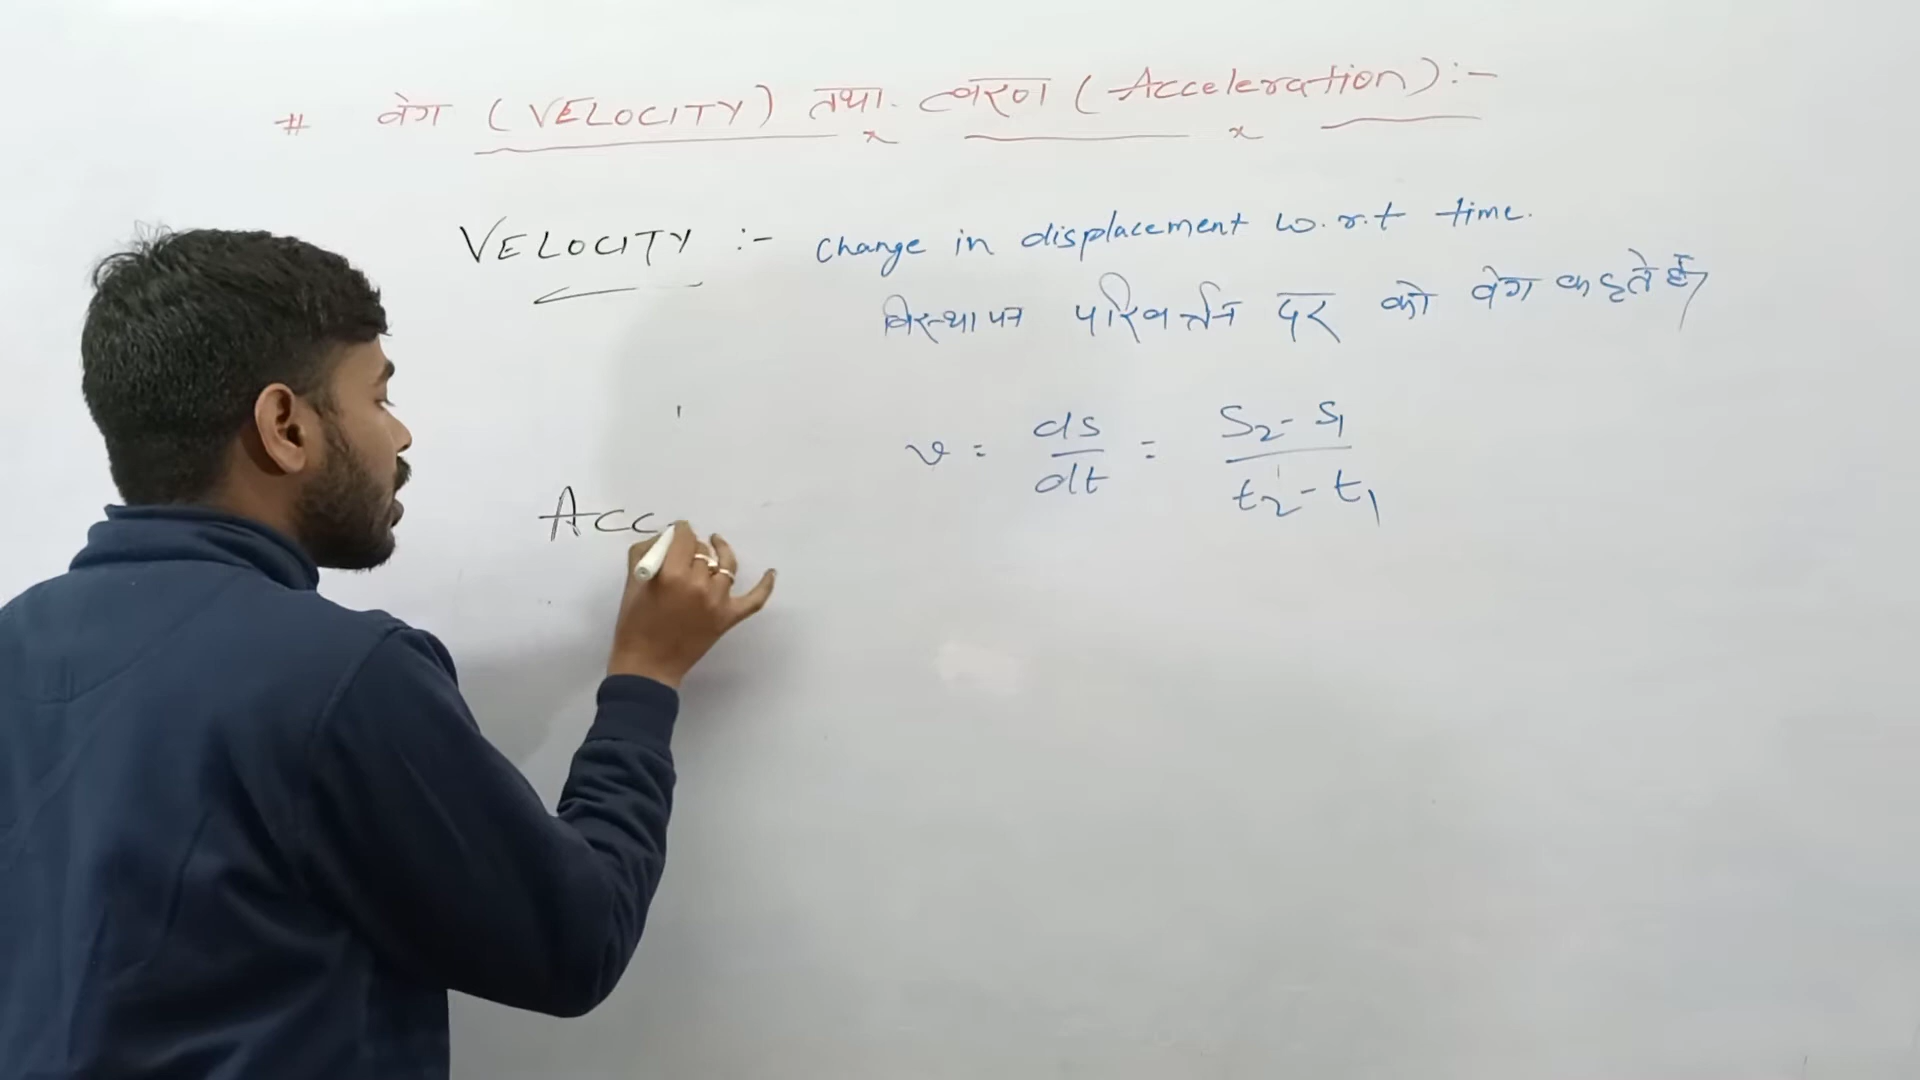 # वेग (VELOCITY) तथा त्वरण (Acceleration):-
VELOCITY :- change in displacement w.r.t time.
विस्थापन परिवर्तन दर को वेग कहते हैं
v = ds/dt = S2 - S1 / t2 - t1
Acc